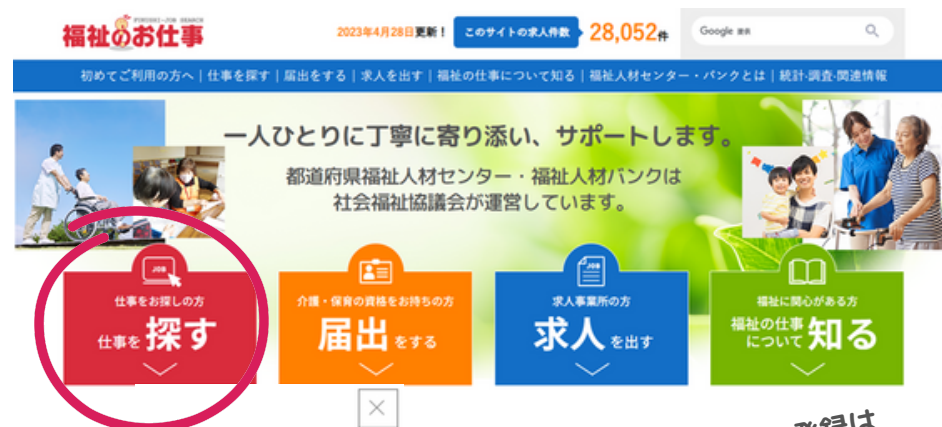 FUKUSHI-JOB SEARCH
福祉のお仕事
2023年4月28日更新！
このサイトの求人件数
28,052件
Google 検索
初めてご利用の方へ | 仕事を探す | 届出をする | 求人を出す | 福祉の仕事について知る | 福祉人材センター・バンクとは | 統計・調査・関連情報
一人ひとりに丁寧に寄り添い、サポートします。
都道府県福祉人材センター・福祉人材バンクは
社会福祉協議会が運営しています。
JOB
仕事をお探しの方
仕事を探す
介護・保育の資格をお持ちの方
届出をする
JOB
求人事業所の方
求人を出す
福祉に関心がある方
福祉の仕事
について知る
登録は